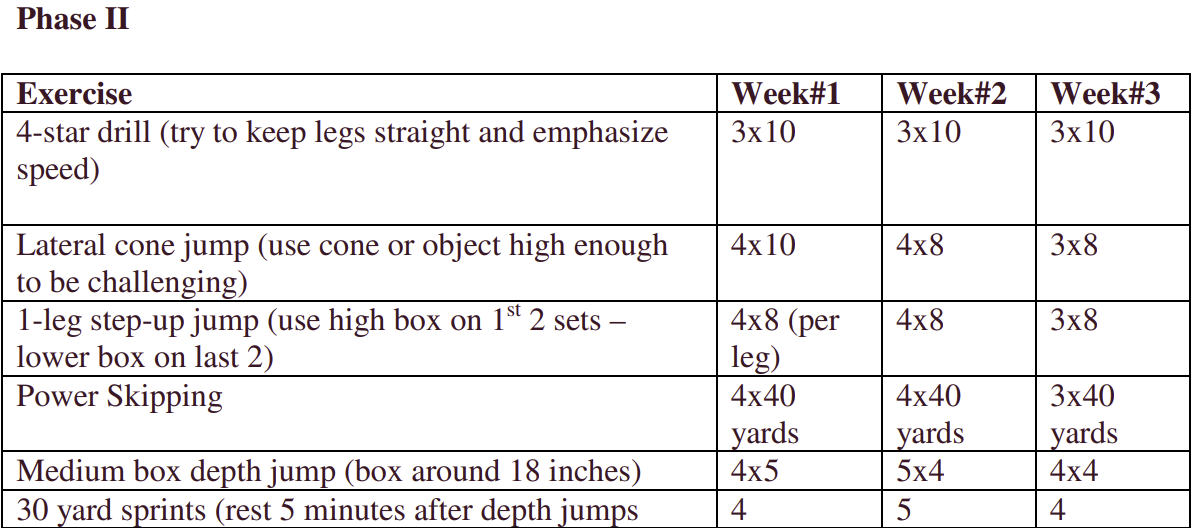 Phase II
Exercise Week#1 Week#2 Week#3
4-star drill (try to keep legs straight and emphasize 3x10 3x10 3x10
speed)
Lateral cone jump (use cone or object high enough 4x10 4x8 3x8
to be challenging)
1-leg step-up jump (use high box on 1st 2 sets – 4x8 (per 4x8 3x8
lower box on last 2) leg)
Power Skipping 4x40 4x40 3x40
yards yards yards
Medium box depth jump (box around 18 inches) 4x5 5x4 4x4
30 yard sprints (rest 5 minutes after depth jumps 4 5 4